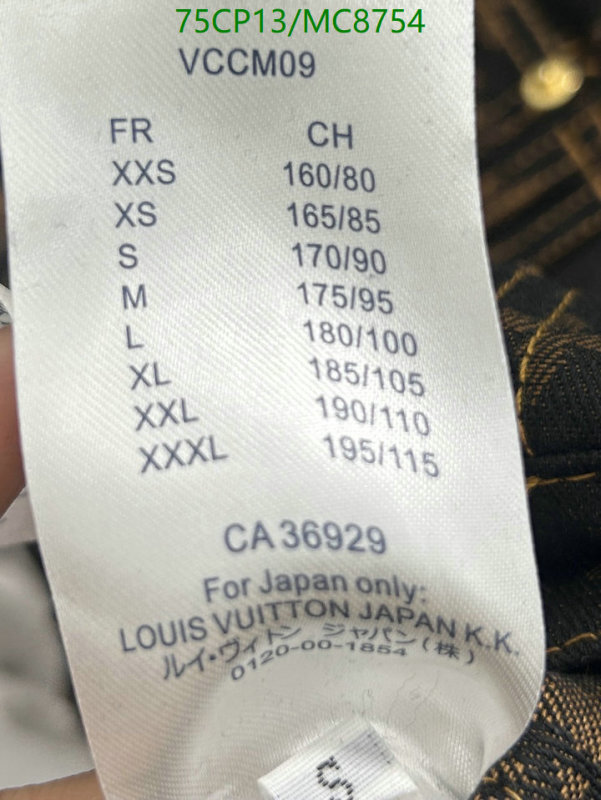 75CP13/MC8754
VCCM09
FR CH
XXS 160/80
XS 165/85
S 170/90
M 175/95
L 180/100
XL 185/105
XXL 190/110
XXXL 195/115
CA 36929
For Japan only:
LOUIS VUITTON JAPAN K.K.
ルイ・ヴィトン ジャパン(株)
0120-00-1854
S